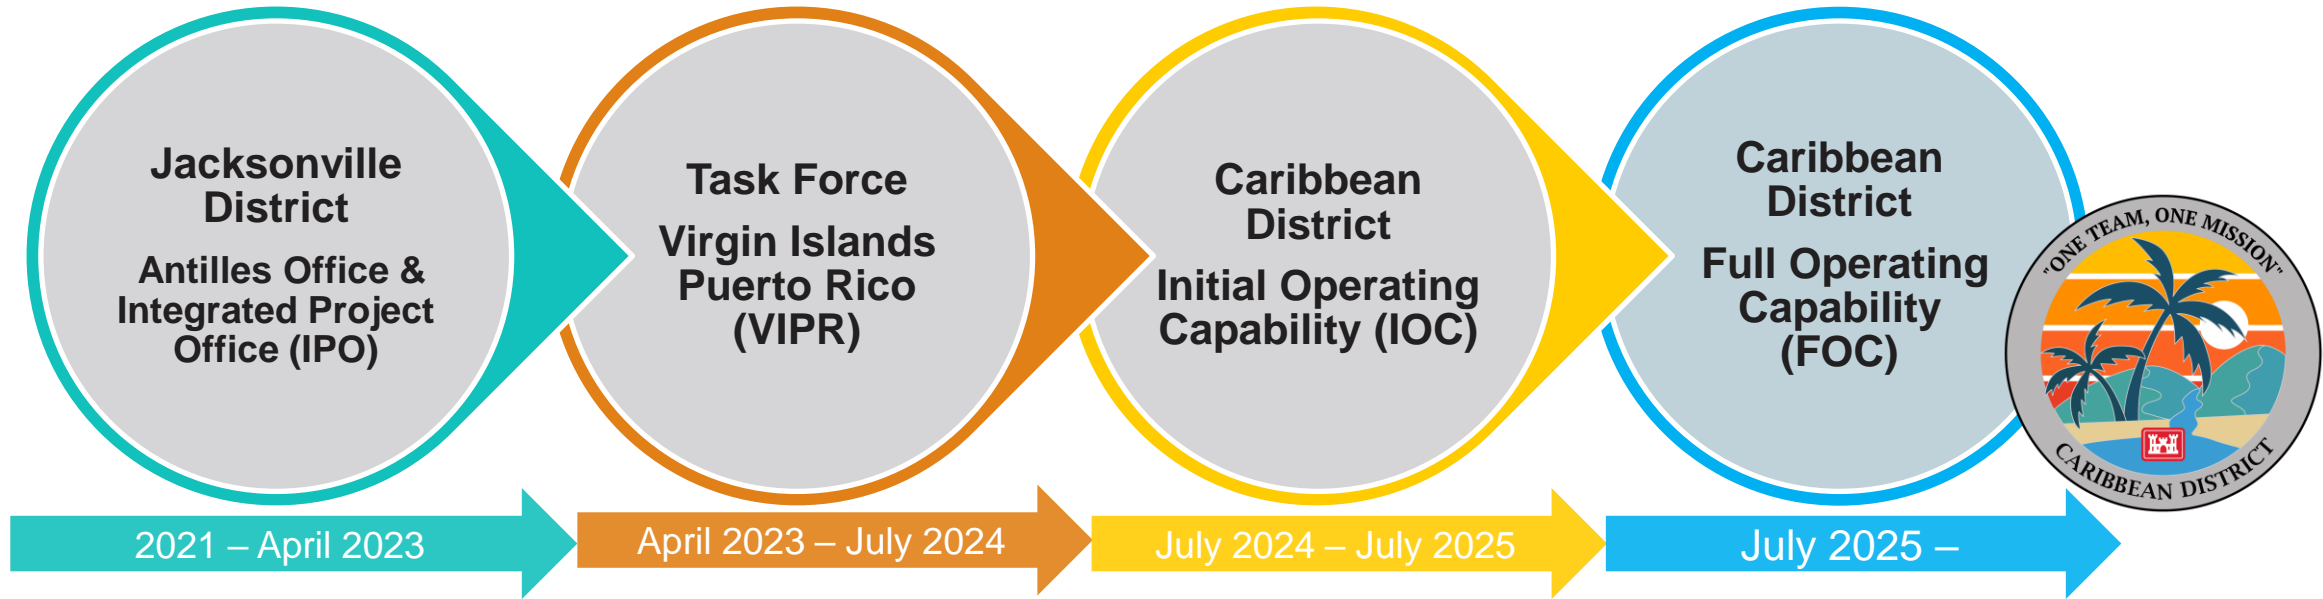 Jacksonville
District
Antilles Office &
Integrated Project
Office (IPO)
Task Force
Virgin Islands
Puerto Rico
(VIPR)
Caribbean
District
Initial Operating
Capability (IOC)
Caribbean
District
Full Operating
Capability
(FOC)
"ONE TEAM, ONE MISSION"
CARIBBEAN DISTRICT
2021 – April 2023
April 2023 – July 2024
July 2024 – July 2025
July 2025 –